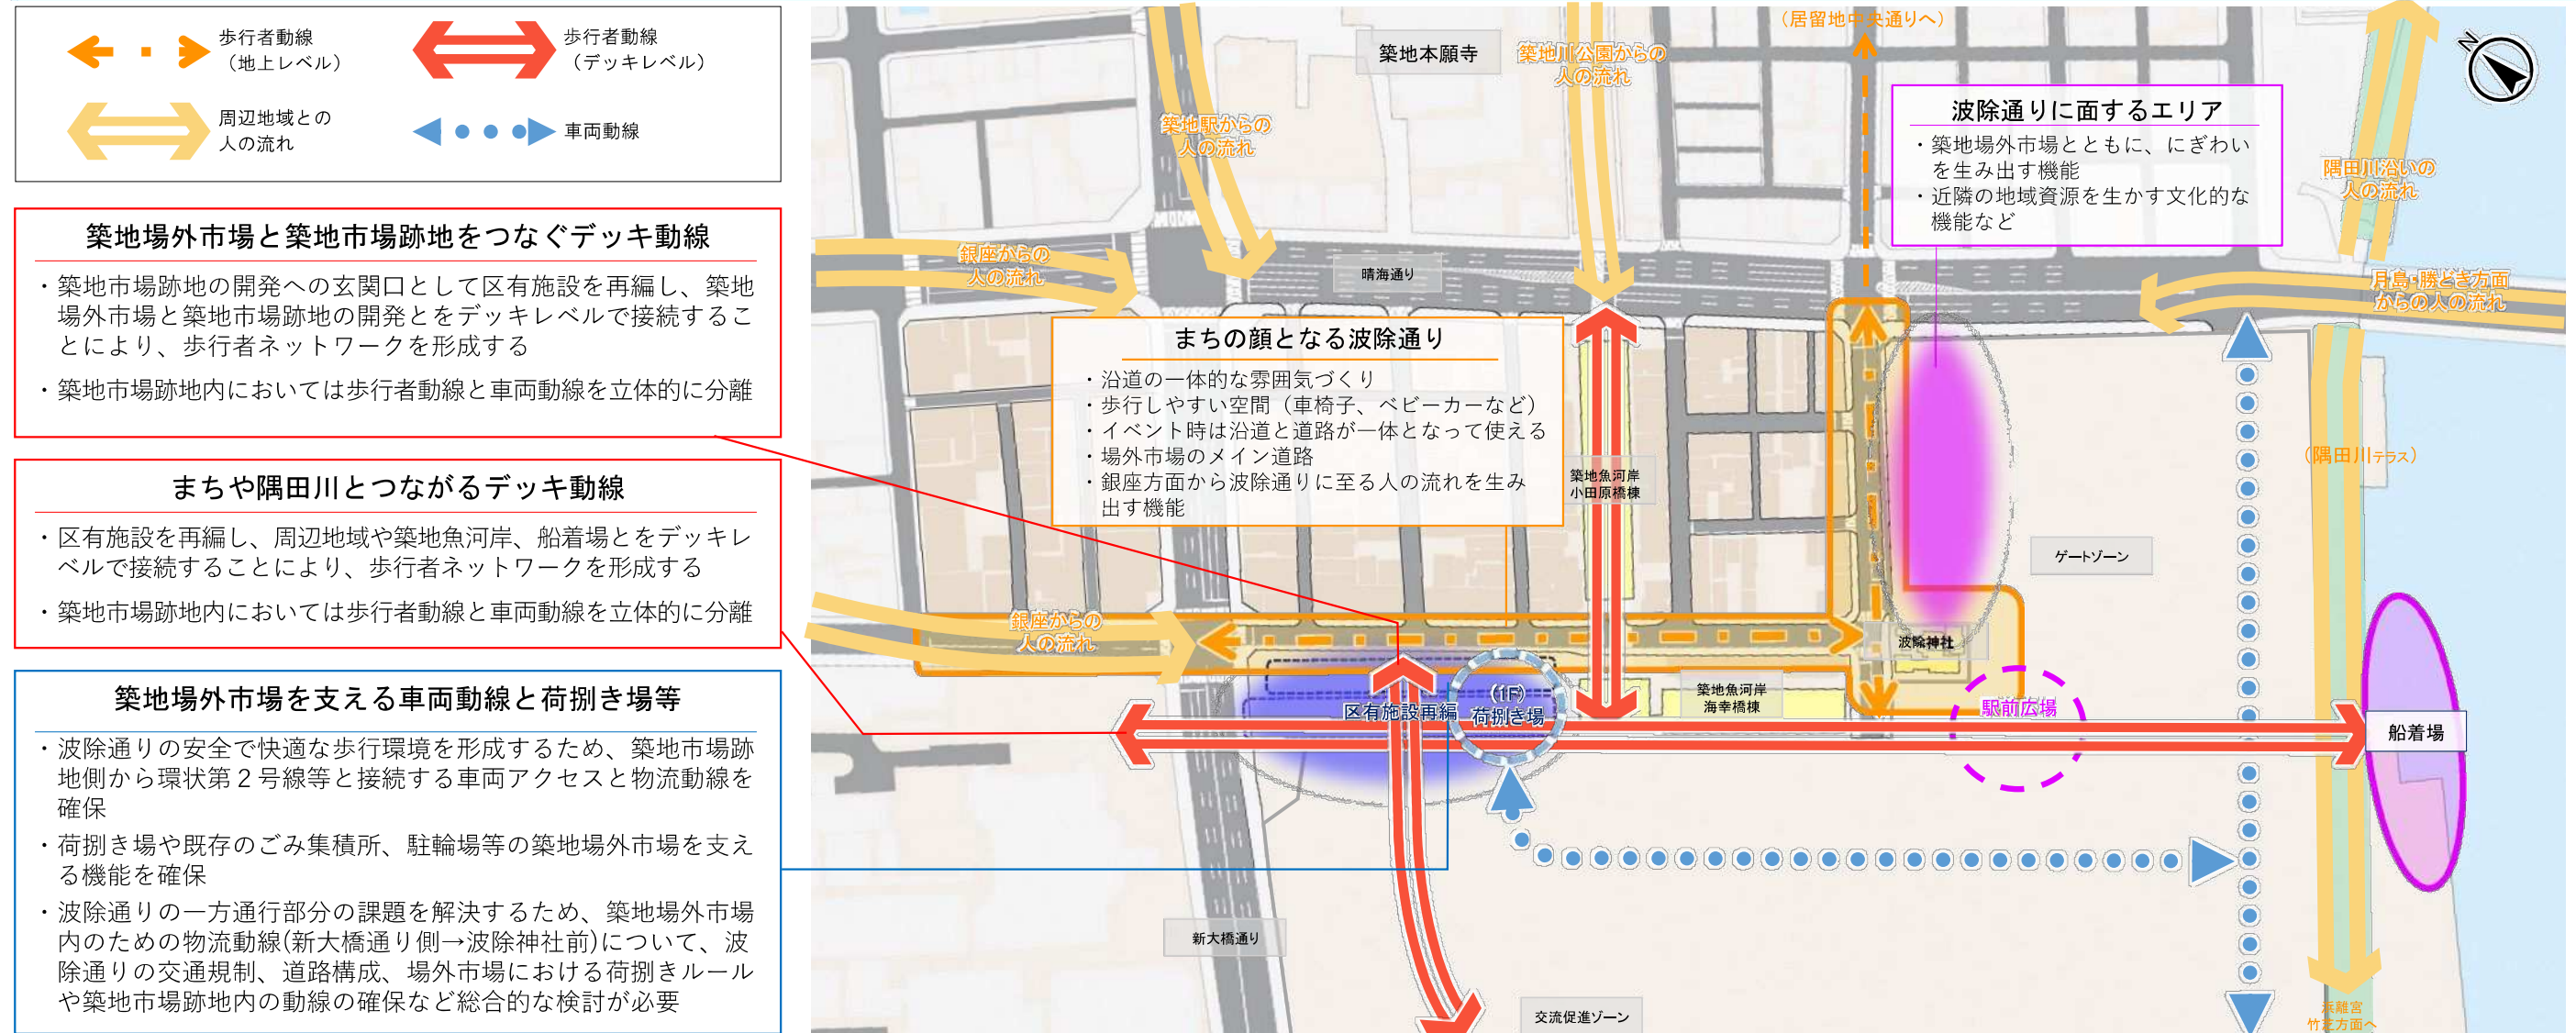 歩行者動線
（地上レベル）
歩行者動線
（デッキレベル）
周辺地域との
人の流れ
車両動線
築地場外市場と築地市場跡地をつなぐデッキ動線
・築地市場跡地の開発への玄関口として区有施設を再編し、築地
場外市場と築地市場跡地の開発とをデッキレベルで接続するこ
とにより、歩行者ネットワークを形成する
・築地市場跡地内においては歩行者動線と車両動線を立体的に分離
まちや隅田川とつながるデッキ動線
・区有施設を再編し、周辺地域や築地魚河岸、船着場とをデッキレ
ベルで接続することにより、歩行者ネットワークを形成する
・築地市場跡地内においては歩行者動線と車両動線を立体的に分離
築地場外市場を支える車両動線と荷捌き場等
・波除通りの安全で快適な歩行環境を形成するため、築地市場跡
地側から環状第２号線等と接続する車両アクセスと物流動線を
確保
・荷捌き場や既存のごみ集積所、駐輪場等の築地場外市場を支え
る機能を確保
・波除通りの一方通行部分の課題を解決するため、築地場外市場
内のための物流動線(新大橋通り側→波除神社前)について、波
除通りの交通規制、道路構成、場外市場における荷捌きルール
や築地市場跡地内の動線の確保など総合的な検討が必要
築地本願寺
築地川公園からの
人の流れ
（居留地中央通りへ）
N
築地駅からの
人の流れ
波除通りに面するエリア
・築地場外市場とともに、にぎわい
を生み出す機能
・近隣の地域資源を生かす文化的な
機能など
隅田川沿いの
人の流れ
銀座からの
人の流れ
晴海通り
月島・勝どき方面
からの人の流れ
まちの顔となる波除通り
・沿道の一体的な雰囲気づくり
・歩行しやすい空間（車椅子、ベビーカーなど）
・イベント時は沿道と道路が一体となって使える
・場外市場のメイン道路
・銀座方面から波除通りに至る人の流れを生み
出す機能
築地魚河岸
小田原橋棟
（隅田川テラス）
ゲートゾーン
銀座からの
人の流れ
波除神社
築地魚河岸
海幸橋棟
区有施設再編
(1F)
荷捌き場
駅前広場
船着場
新大橋通り
交流促進ゾーン
浜離宮
竹芝方面へ